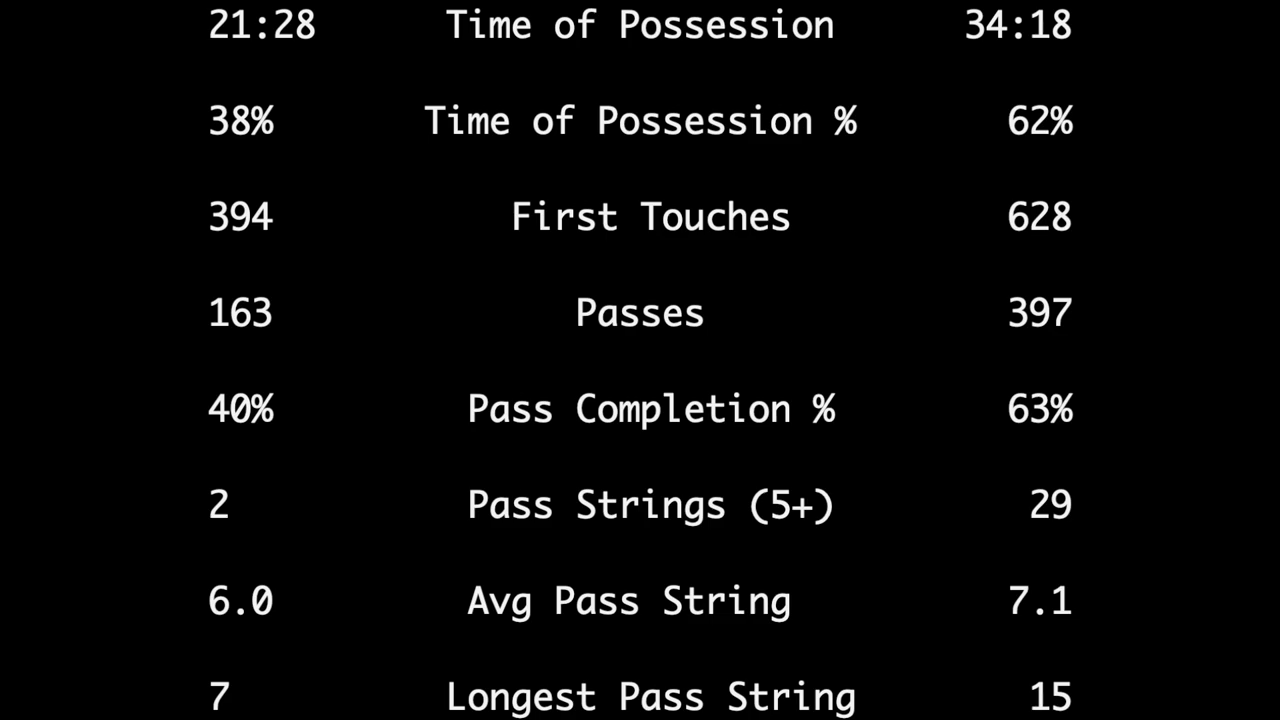 21:28 Time of Possession 34:18
38% Time of Possession % 62%
394 First Touches 628
163 Passes 397
40% Pass Completion % 63%
2 Pass Strings (5+) 29
6.0 Avg Pass String 7.1
7 Longest Pass String 15